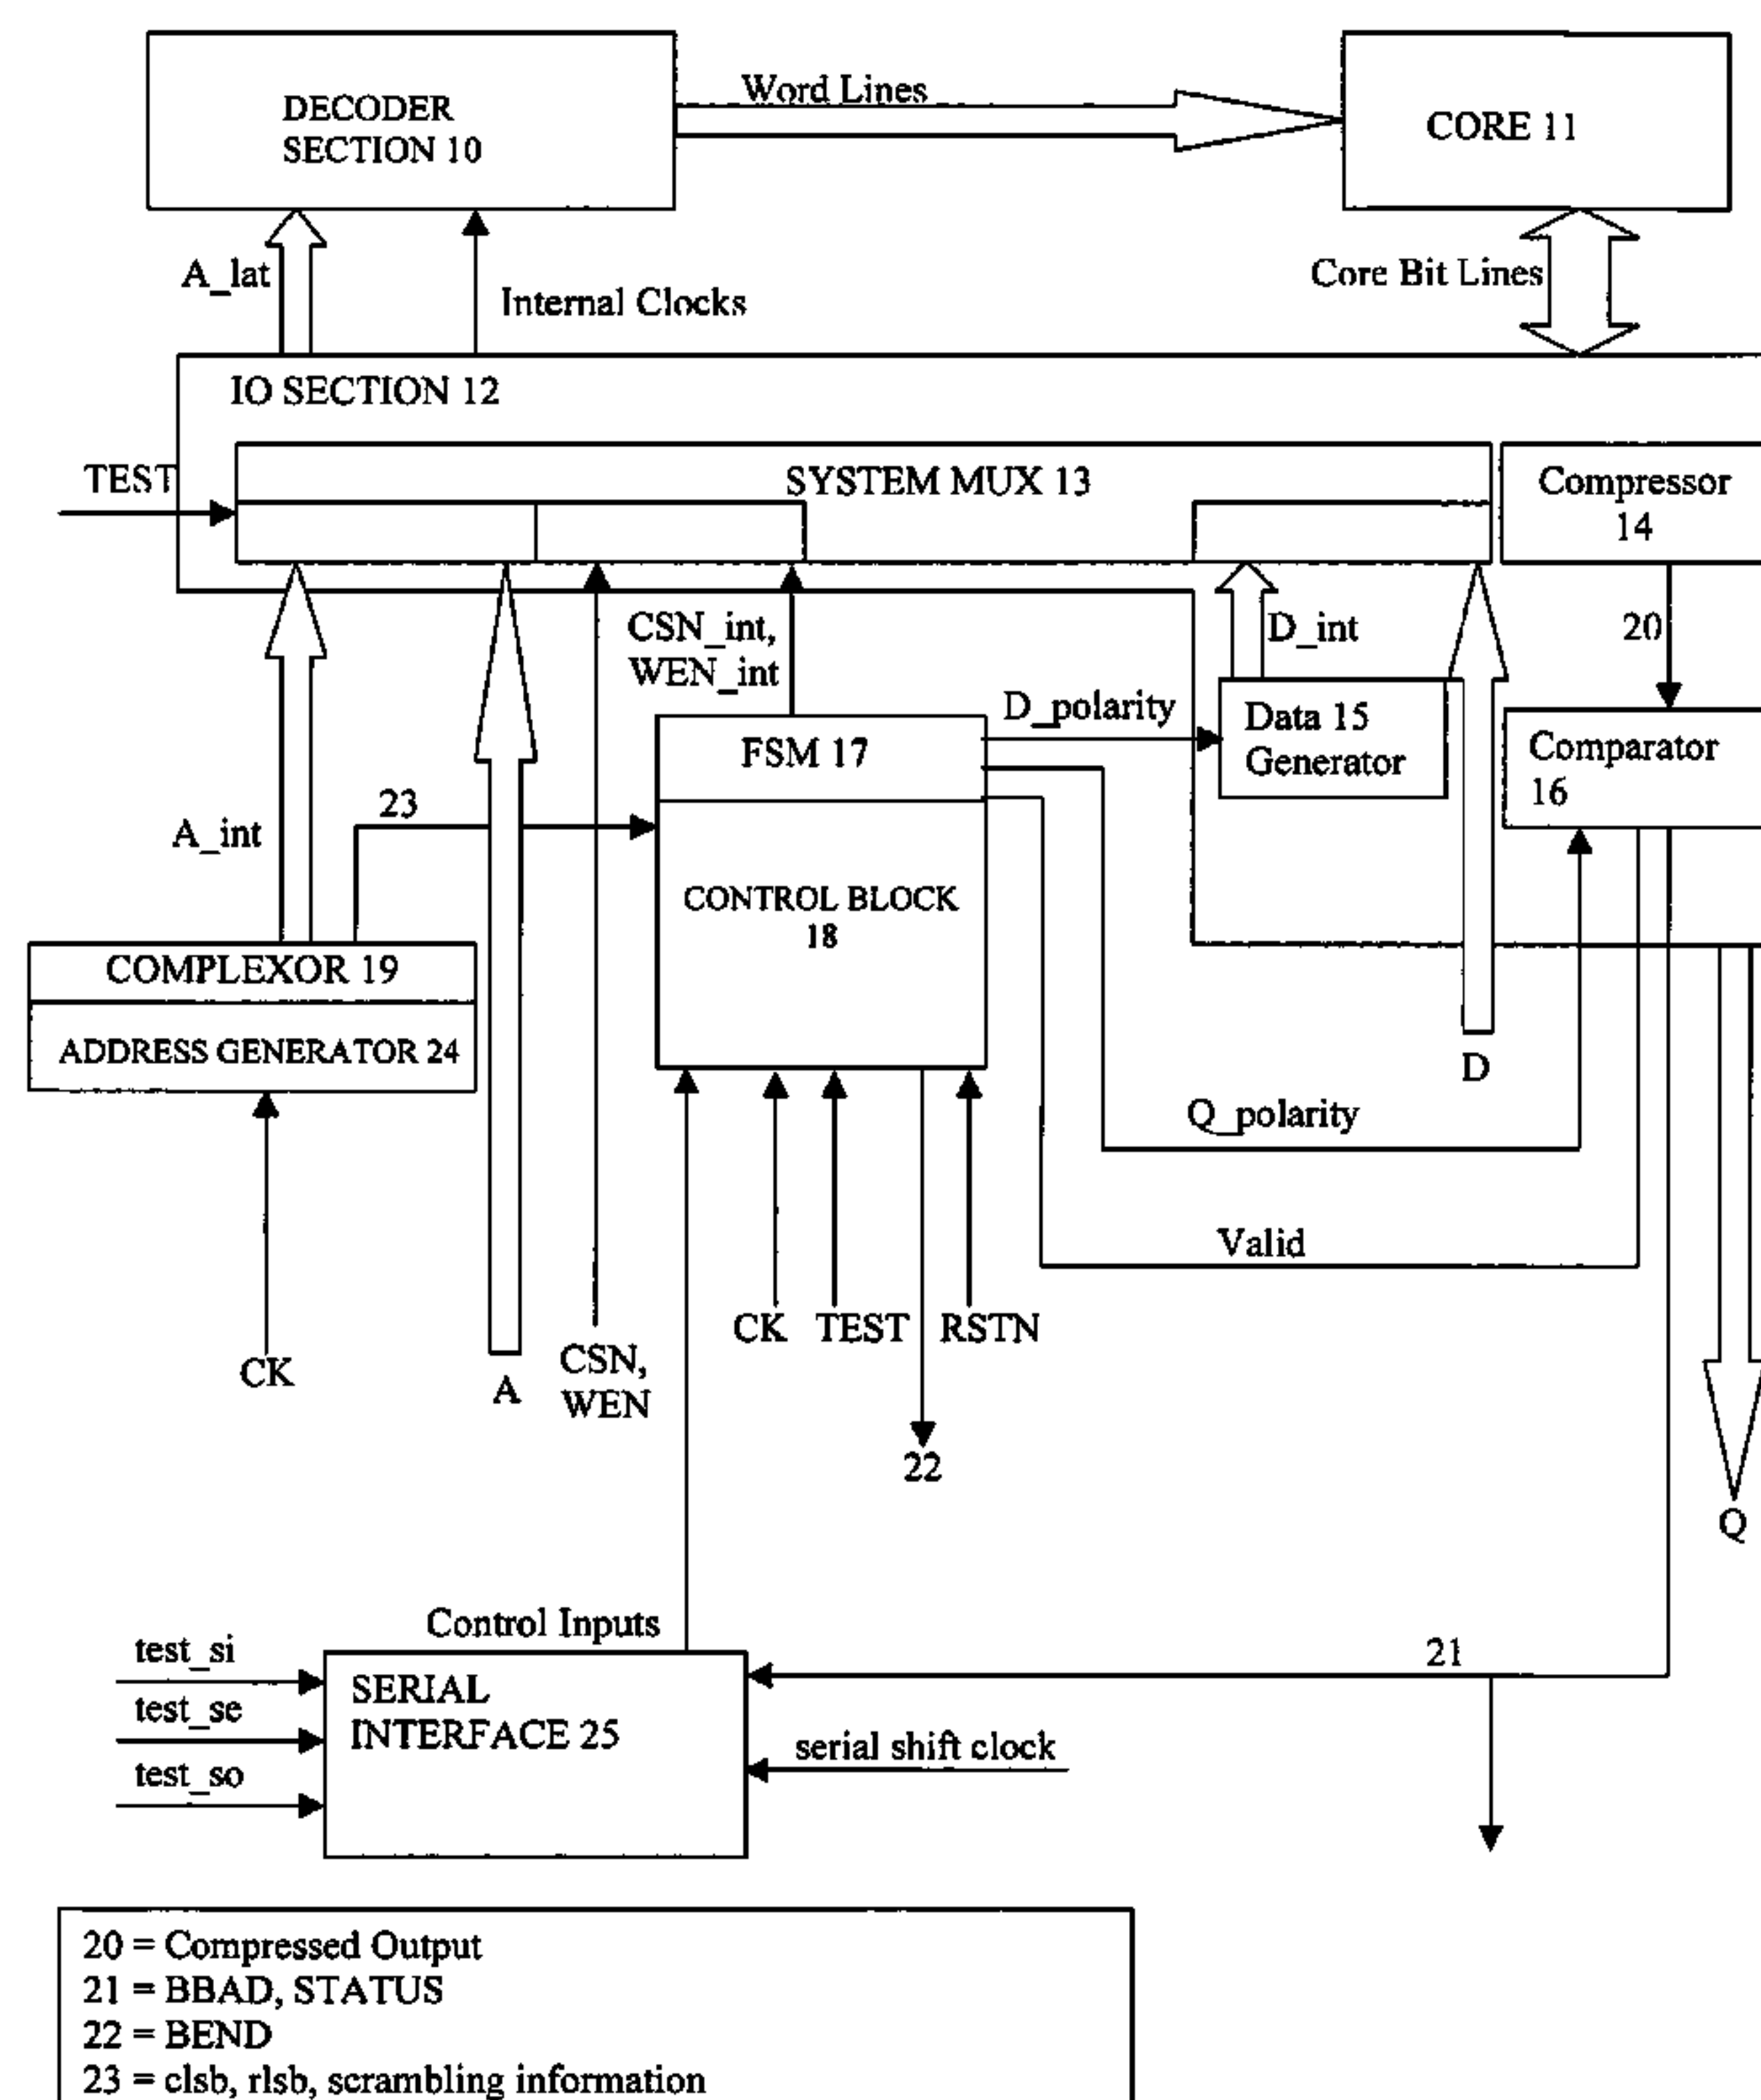 DECODER
SECTION 10
Word Lines
CORE 11
A_lat
Internal Clocks
Core Bit Lines
IO SECTION 12
TEST
SYSTEM MUX 13
Compressor
14
CSN_int,
WEN_int
D_int
20
D_polarity
FSM 17
Data 15
Generator
Comparator
16
A_int
23
CONTROL BLOCK
18
COMPLEXOR 19
ADDRESS GENERATOR 24
D
Q_polarity
Valid
CK
A
CSN,
WEN
CK
TEST
RSTN
22
Q
Control Inputs
test_si
test_se
test_so
SERIAL
INTERFACE 25
21
serial shift clock
20 = Compressed Output
21 = BBAD, STATUS
22 = BEND
23 = clsb, rlsb, scrambling information